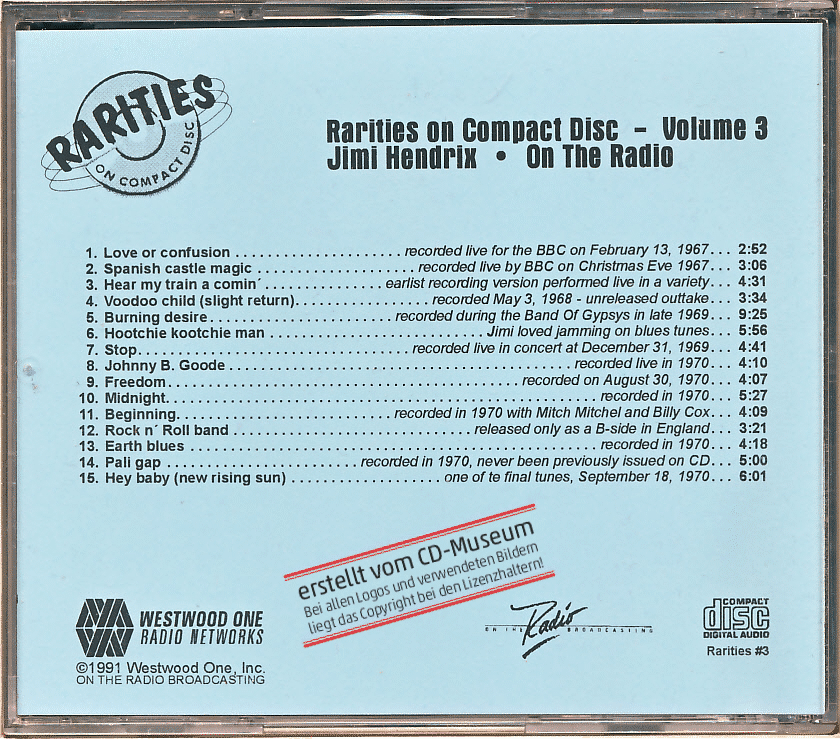 RARITIES
ON COMPACT DISC
Rarities on Compact Disc – Volume 3
Jimi Hendrix • On The Radio
1. Love or confusion . . . . . . . . . . . . . . . . . . . . recorded live for the BBC on February 13, 1967 . . . 2:52
2. Spanish castle magic . . . . . . . . . . . . . . . . . . . . recorded live by BBC on Christmas Eve 1967 . . . 3:06
3. Hear my train a comin´ . . . . . . . . . . . . . . earlist recording version performed live in a variety . . . 4:31
4. Voodoo child (slight return). . . . . . . . . . . . . . . . . recorded May 3, 1968 - unreleased outtake . . . 3:34
5. Burning desire . . . . . . . . . . . . . . . . . . . . . . . recorded during the Band Of Gypsys in late 1969 . . . 9:25
6. Hootchie kootchie man . . . . . . . . . . . . . . . . . . . . . . . . . . . Jimi loved jamming on blues tunes . . . 5:56
7. Stop . . . . . . . . . . . . . . . . . . . . . . . . . . . . . . . . . recorded live in concert at December 31, 1969 . . . 4:41
8. Johnny B. Goode . . . . . . . . . . . . . . . . . . . . . . . . . . . . . . . . . . . . . . . . . . recorded live in 1970 . . . 4:10
9. Freedom . . . . . . . . . . . . . . . . . . . . . . . . . . . . . . . . . . . . . . . . . . . recorded on August 30, 1970 . . . 4:07
10. Midnight. . . . . . . . . . . . . . . . . . . . . . . . . . . . . . . . . . . . . . . . . . . . . . . . . . . . . recorded in 1970 . . . 5:27
11. Beginning. . . . . . . . . . . . . . . . . . . . . . . . . . . recorded in 1970 with Mitch Mitchel and Billy Cox . . . 4:09
12. Rock n´ Roll band . . . . . . . . . . . . . . . . . . . . . . . . . . . . . released only as a B-side in England . . . 3:21
13. Earth blues . . . . . . . . . . . . . . . . . . . . . . . . . . . . . . . . . . . . . . . . . . . . . . . . . . recorded in 1970 . . . 4:18
14. Pali gap . . . . . . . . . . . . . . . . . . . . . . . . recorded in 1970, never been previously issued on CD . . . 5:00
15. Hey baby (new rising sun) . . . . . . . . . . . . . . . . . . . one of te final tunes, September 18, 1970 . . . 6:01
erstellt vom CD-Museum
Bei allen Logos und verwendeten Bildern
liegt das Copyright bei den Lizenzhaltern!
WESTWOOD ONE
RADIO NETWORKS
©1991 Westwood One, Inc.
ON THE RADIO BROADCASTING
ON THE Radio BROADCASTING
COMPACT
disc
DIGITAL AUDIO
Rarities #3